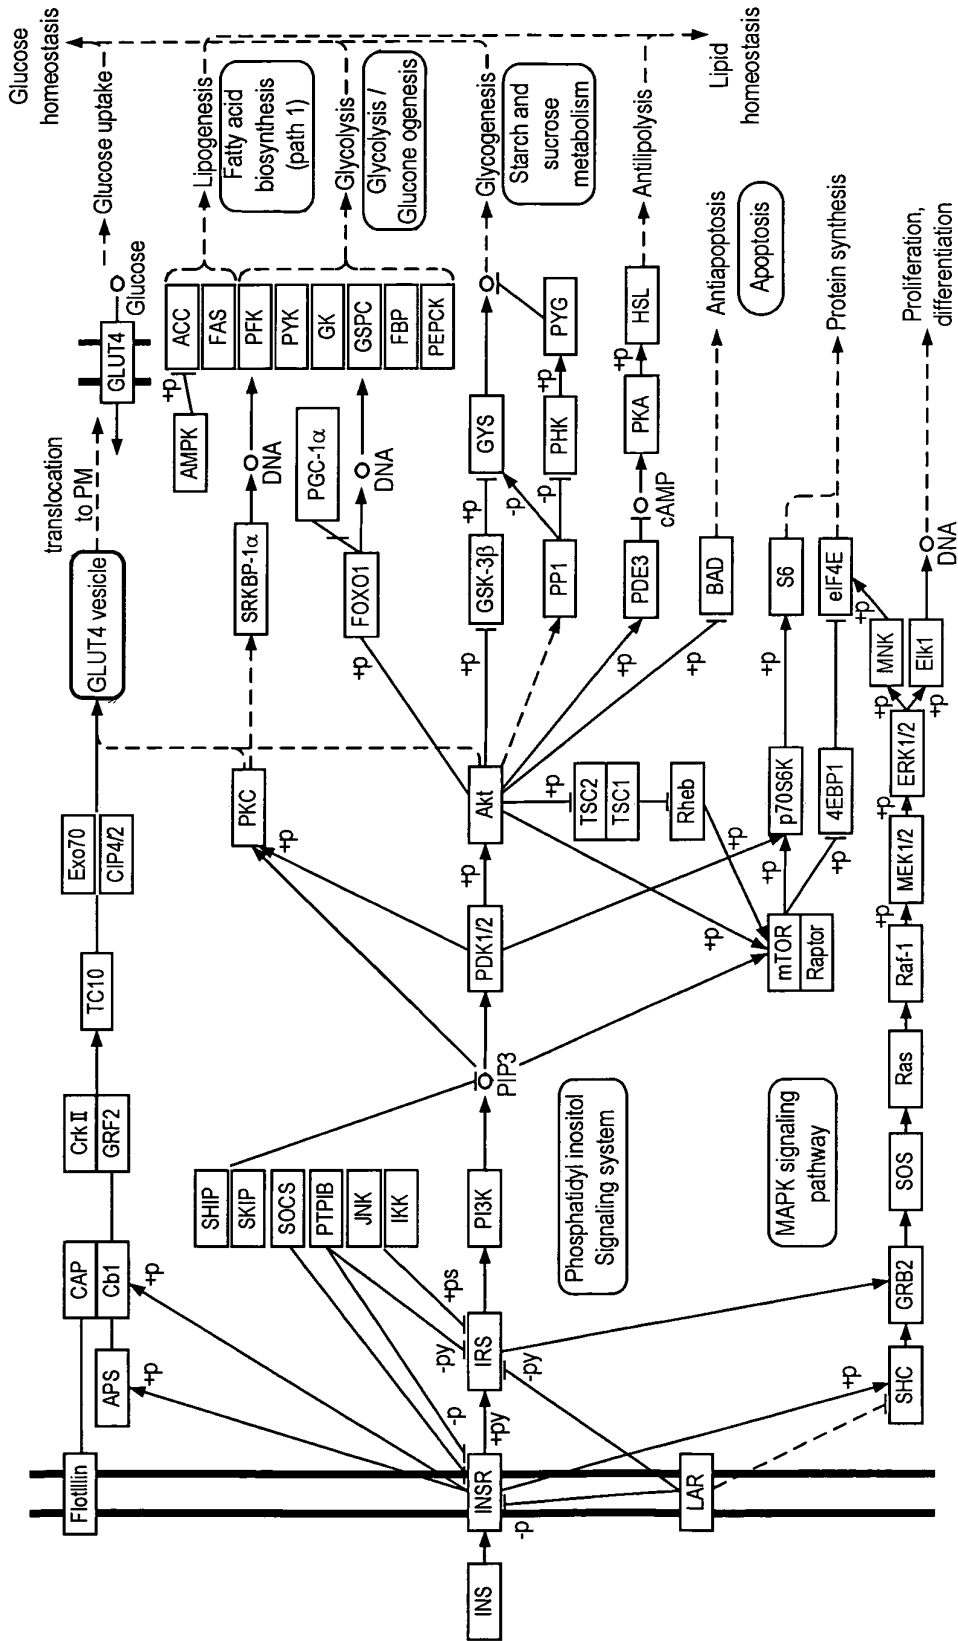 Flotlllin
CAP
Cb1
APS
+p
+p
Crk II
GRF2
TC10
Exo70
CIP4/2
GLUT4 vesicle
translocation
to PM
GLUT4
Glucose
Glucose uptake
Glucose
homeostasis
SHIP
SKIP
SOCS
PTPIB
JNK
IKK
PKC
+p
SRKBP-1α
DNA
AMPK
+p
PGC-1α
FOXO1
+p
DNA
ACC
FAS
PFK
PYK
GK
GSPC
FBP
PEPCK
Lipogenesis
Fatty acid
biosynthesis
(path 1)
Glycolysis
Glycolysis /
Glucone ogenesis
INS
INSR
-p
-p
+py
-py
+ps
IRS
-py
PI3K
PIP3
PDK1/2
+p
Akt
+p
GSK-3β
+p
GYS
-p
Glycogenesis
Starch and
sucrose
metabolism
PP1
-p
PHK
+p
PYG
Phosphatidyl inositol
Signaling system
TSC2
TSC1
+p
+p
PDE3
cAMP
PKA
+p
HSL
Antilipolysis
Lipid
homeostasis
LAR
Rheb
+p
BAD
Antiapoptosis
Apoptosis
MAPK signaling
pathway
+p
mTOR
Raptor
+p
+p
+p
p70S6K
4EBP1
+p
S6
eIF4E
Protein synthesis
+p
SHC
GRB2
SOS
Ras
Raf-1
+p
MEK1/2
+p
ERK1/2
+p
+p
MNK
+p
Elk1
DNA
Proliferation,
differentiation